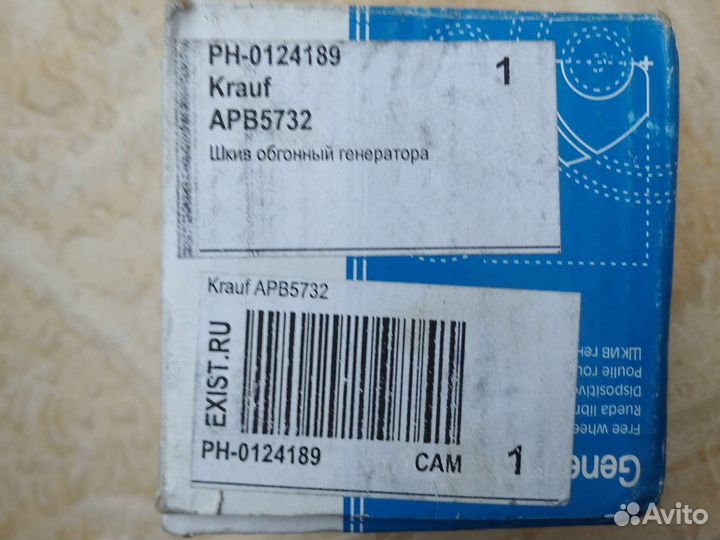 PH-0124189
1
Krauf
APB5732
Шкив обгонный генератора
Krauf APB5732
EXIST.RU
PH-0124189
САМ
1
Free whee
Rueda libr
Dispositiv
Poulie rou
Шкив ген
Gene
Avito